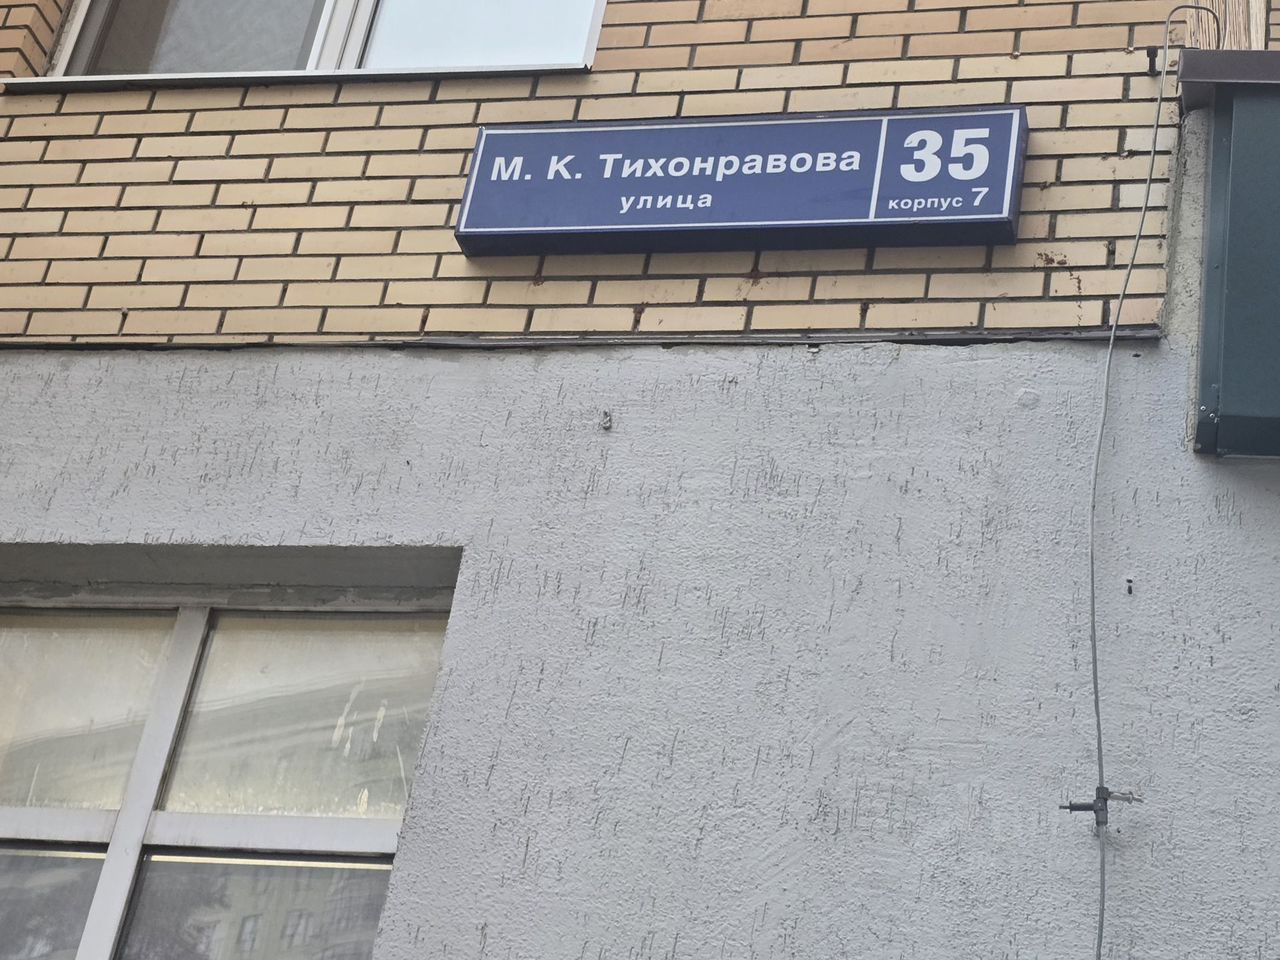 М. К. Тихонравова
улица
35
корпус 7